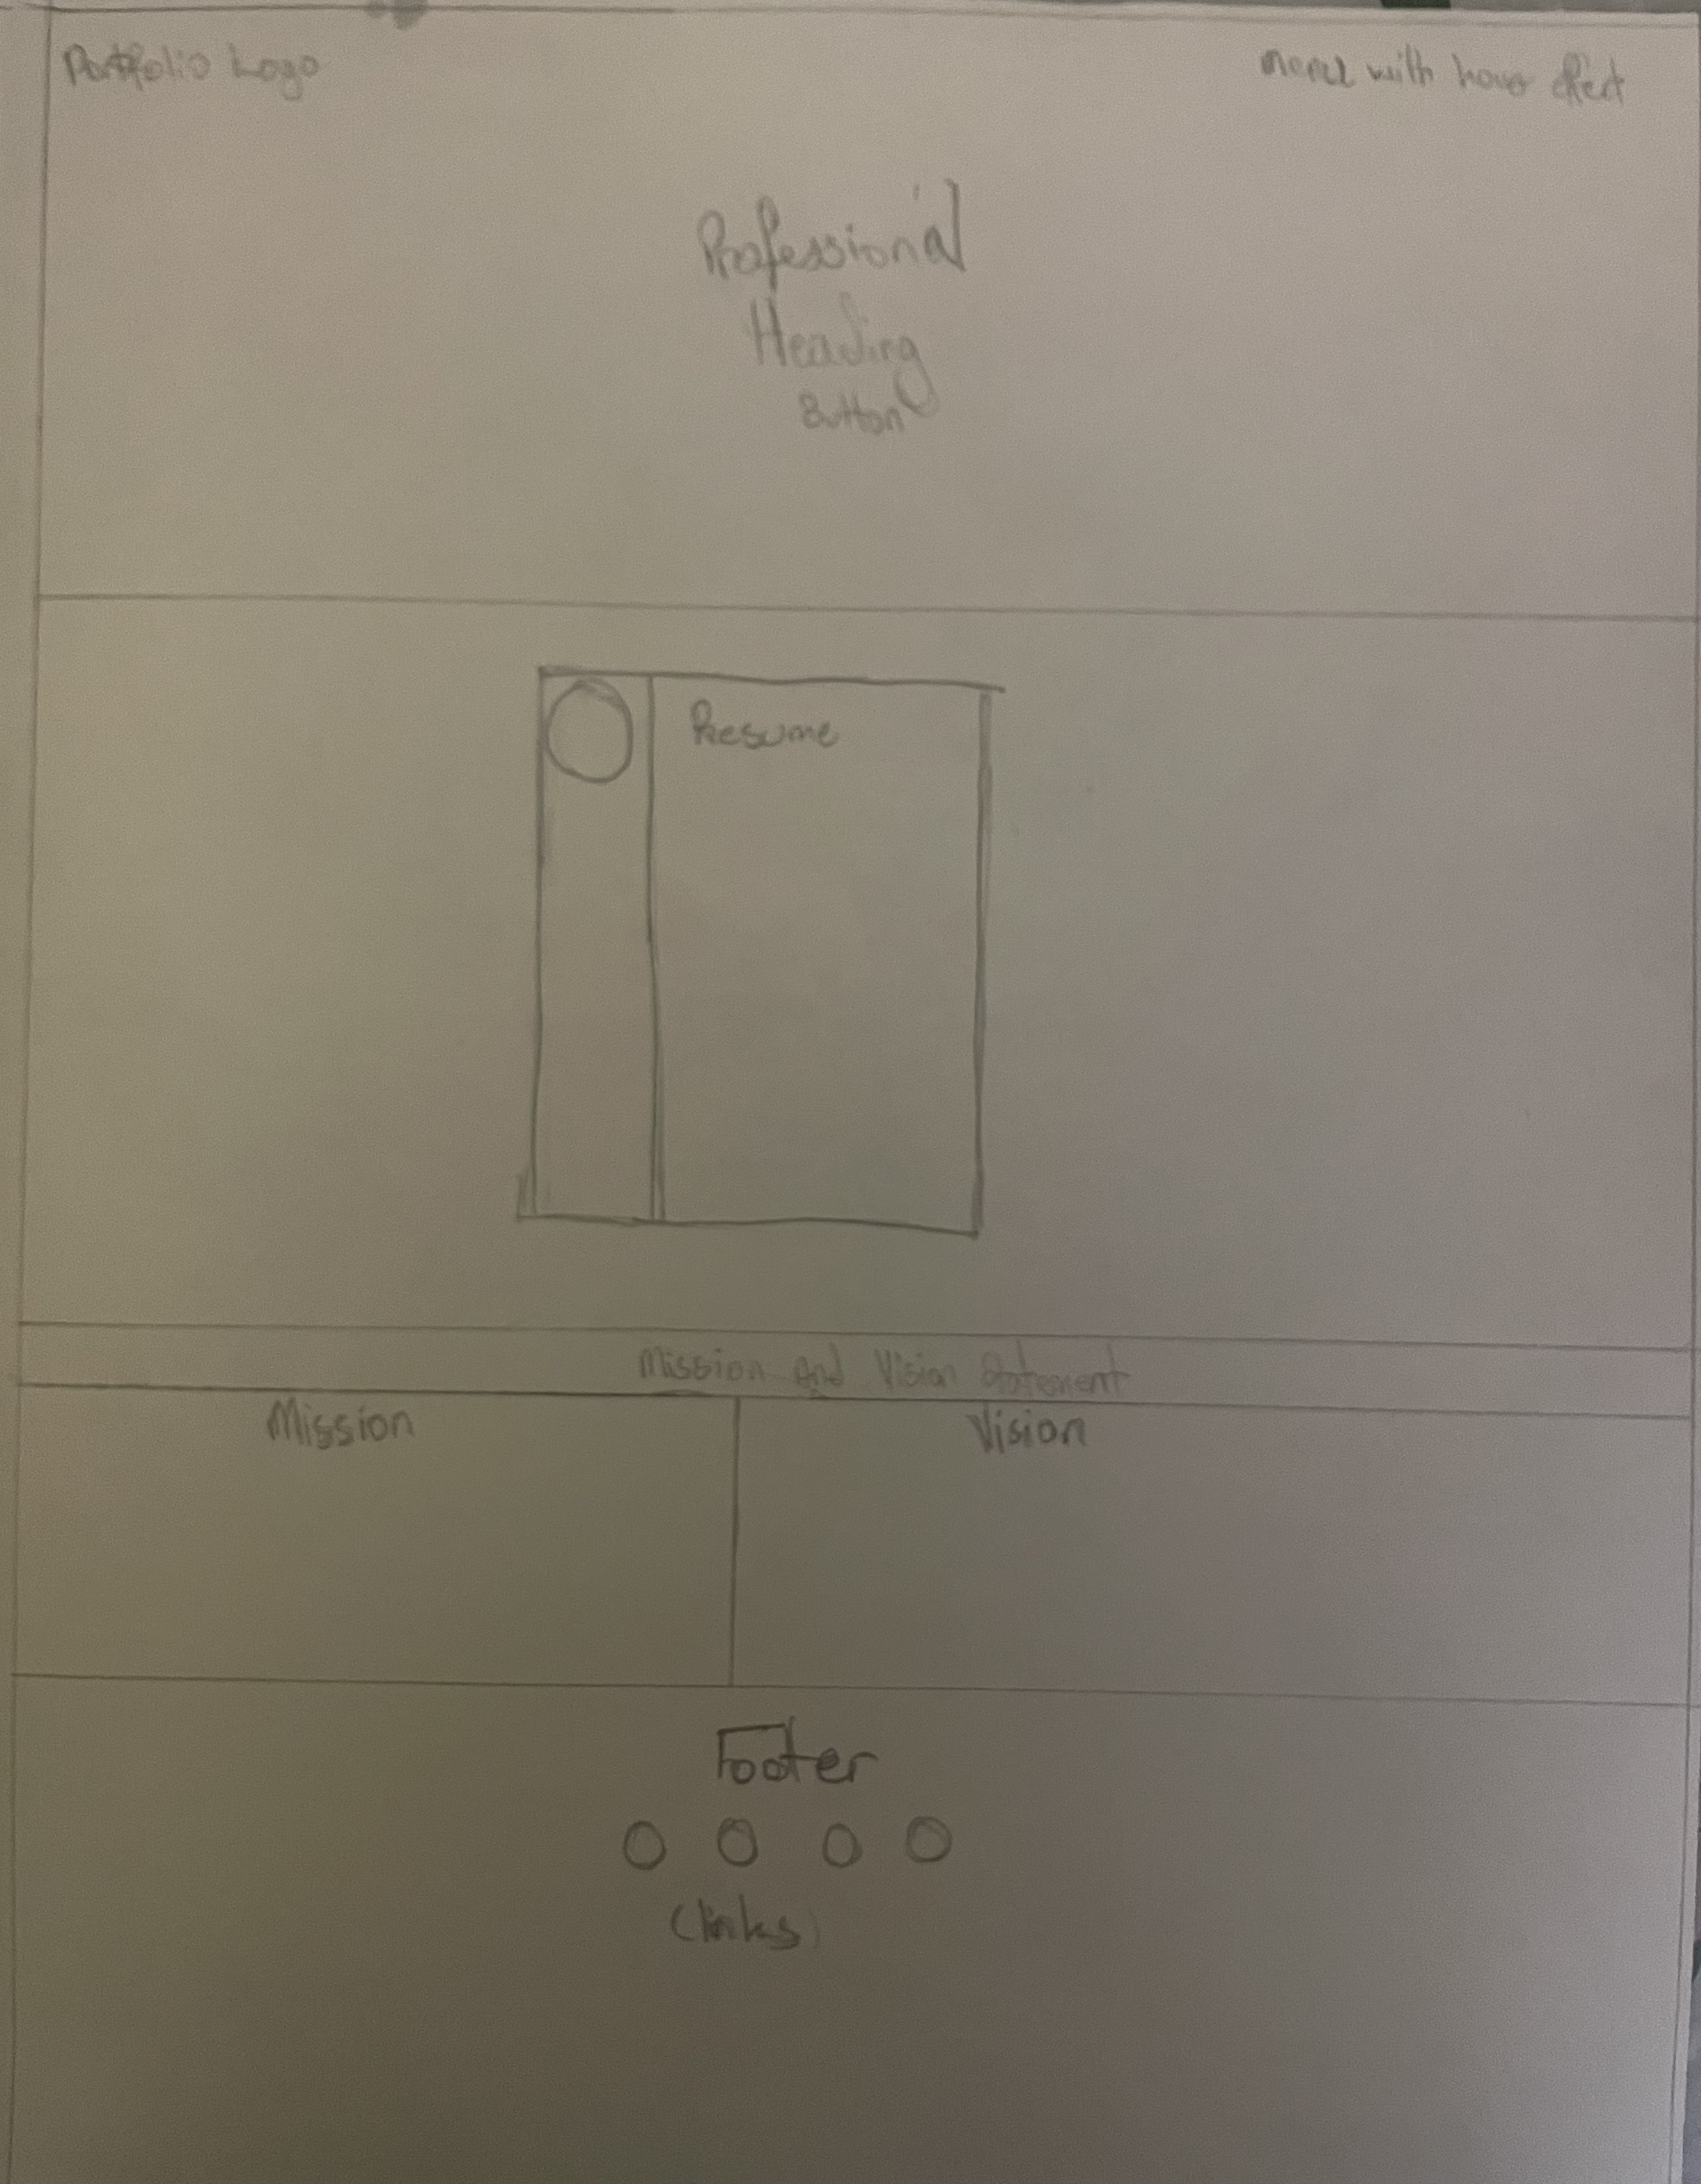 Portfolio Logo
menu with hover effect
Professional
Heading
Button
Resume
Mission And Vision Statement
Mission
Vision
Footer
(links)